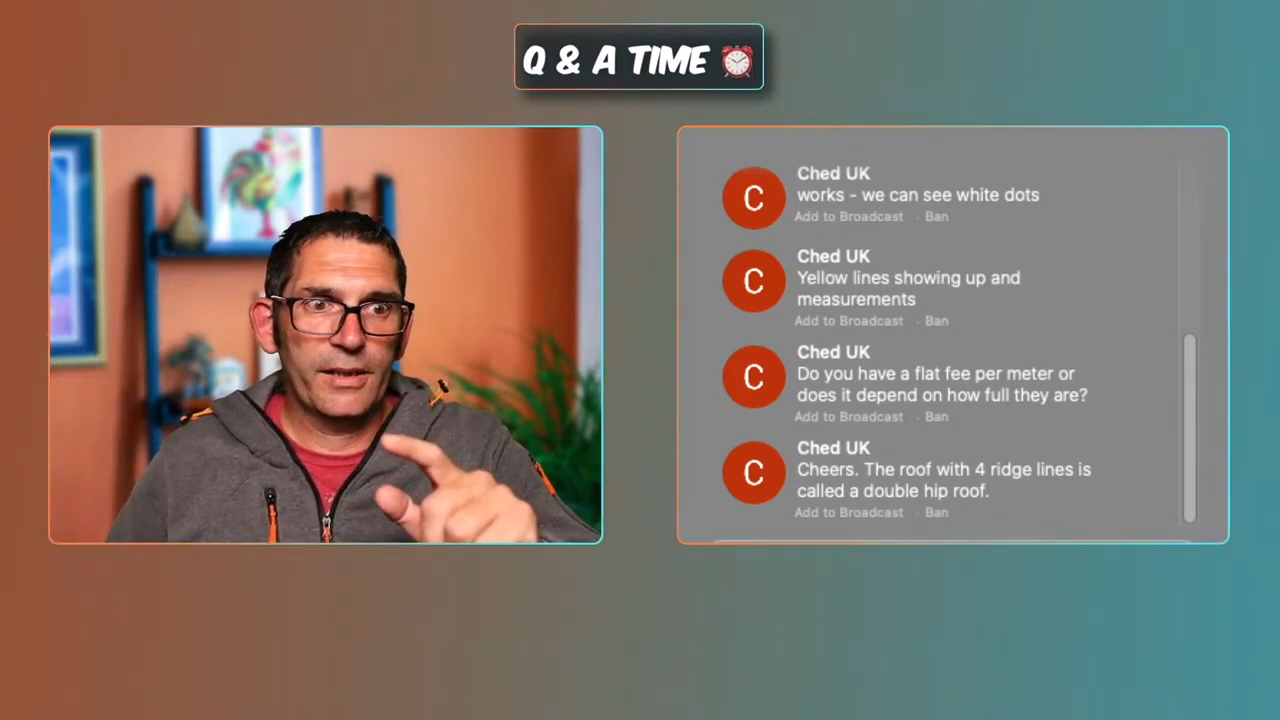 Q & A TIME ⏰
C
Ched UK
works - we can see white dots
Add to Broadcast · Ban
C
Ched UK
Yellow lines showing up and
measurements
Add to Broadcast · Ban
C
Ched UK
Do you have a flat fee per meter or
does it depend on how full they are?
Add to Broadcast · Ban
C
Ched UK
Cheers. The roof with 4 ridge lines is
called a double hip roof.
Add to Broadcast · Ban